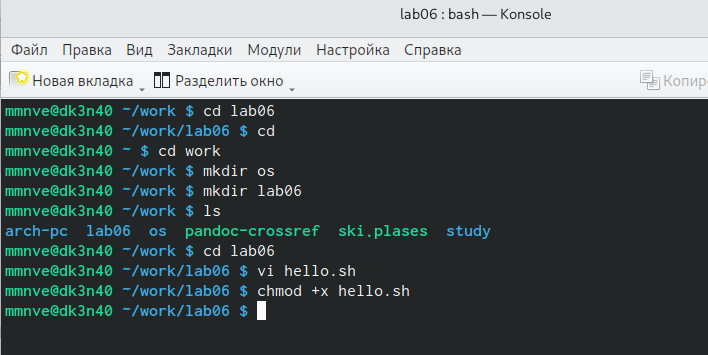 lab06 : bash — Konsole
Файл Правка Вид Закладки Модули Настройка Справка
Новая вкладка Разделить окно Копиро
mmnve@dk3n40 ~/work $ cd lab06
mmnve@dk3n40 ~/work/lab06 $ cd
mmnve@dk3n40 ~ $ cd work
mmnve@dk3n40 ~/work $ mkdir os
mmnve@dk3n40 ~/work $ mkdir lab06
mmnve@dk3n40 ~/work $ ls
arch-pc lab06 os pandoc-crossref ski.plases study
mmnve@dk3n40 ~/work $ cd lab06
mmnve@dk3n40 ~/work/lab06 $ vi hello.sh
mmnve@dk3n40 ~/work/lab06 $ chmod +x hello.sh
mmnve@dk3n40 ~/work/lab06 $